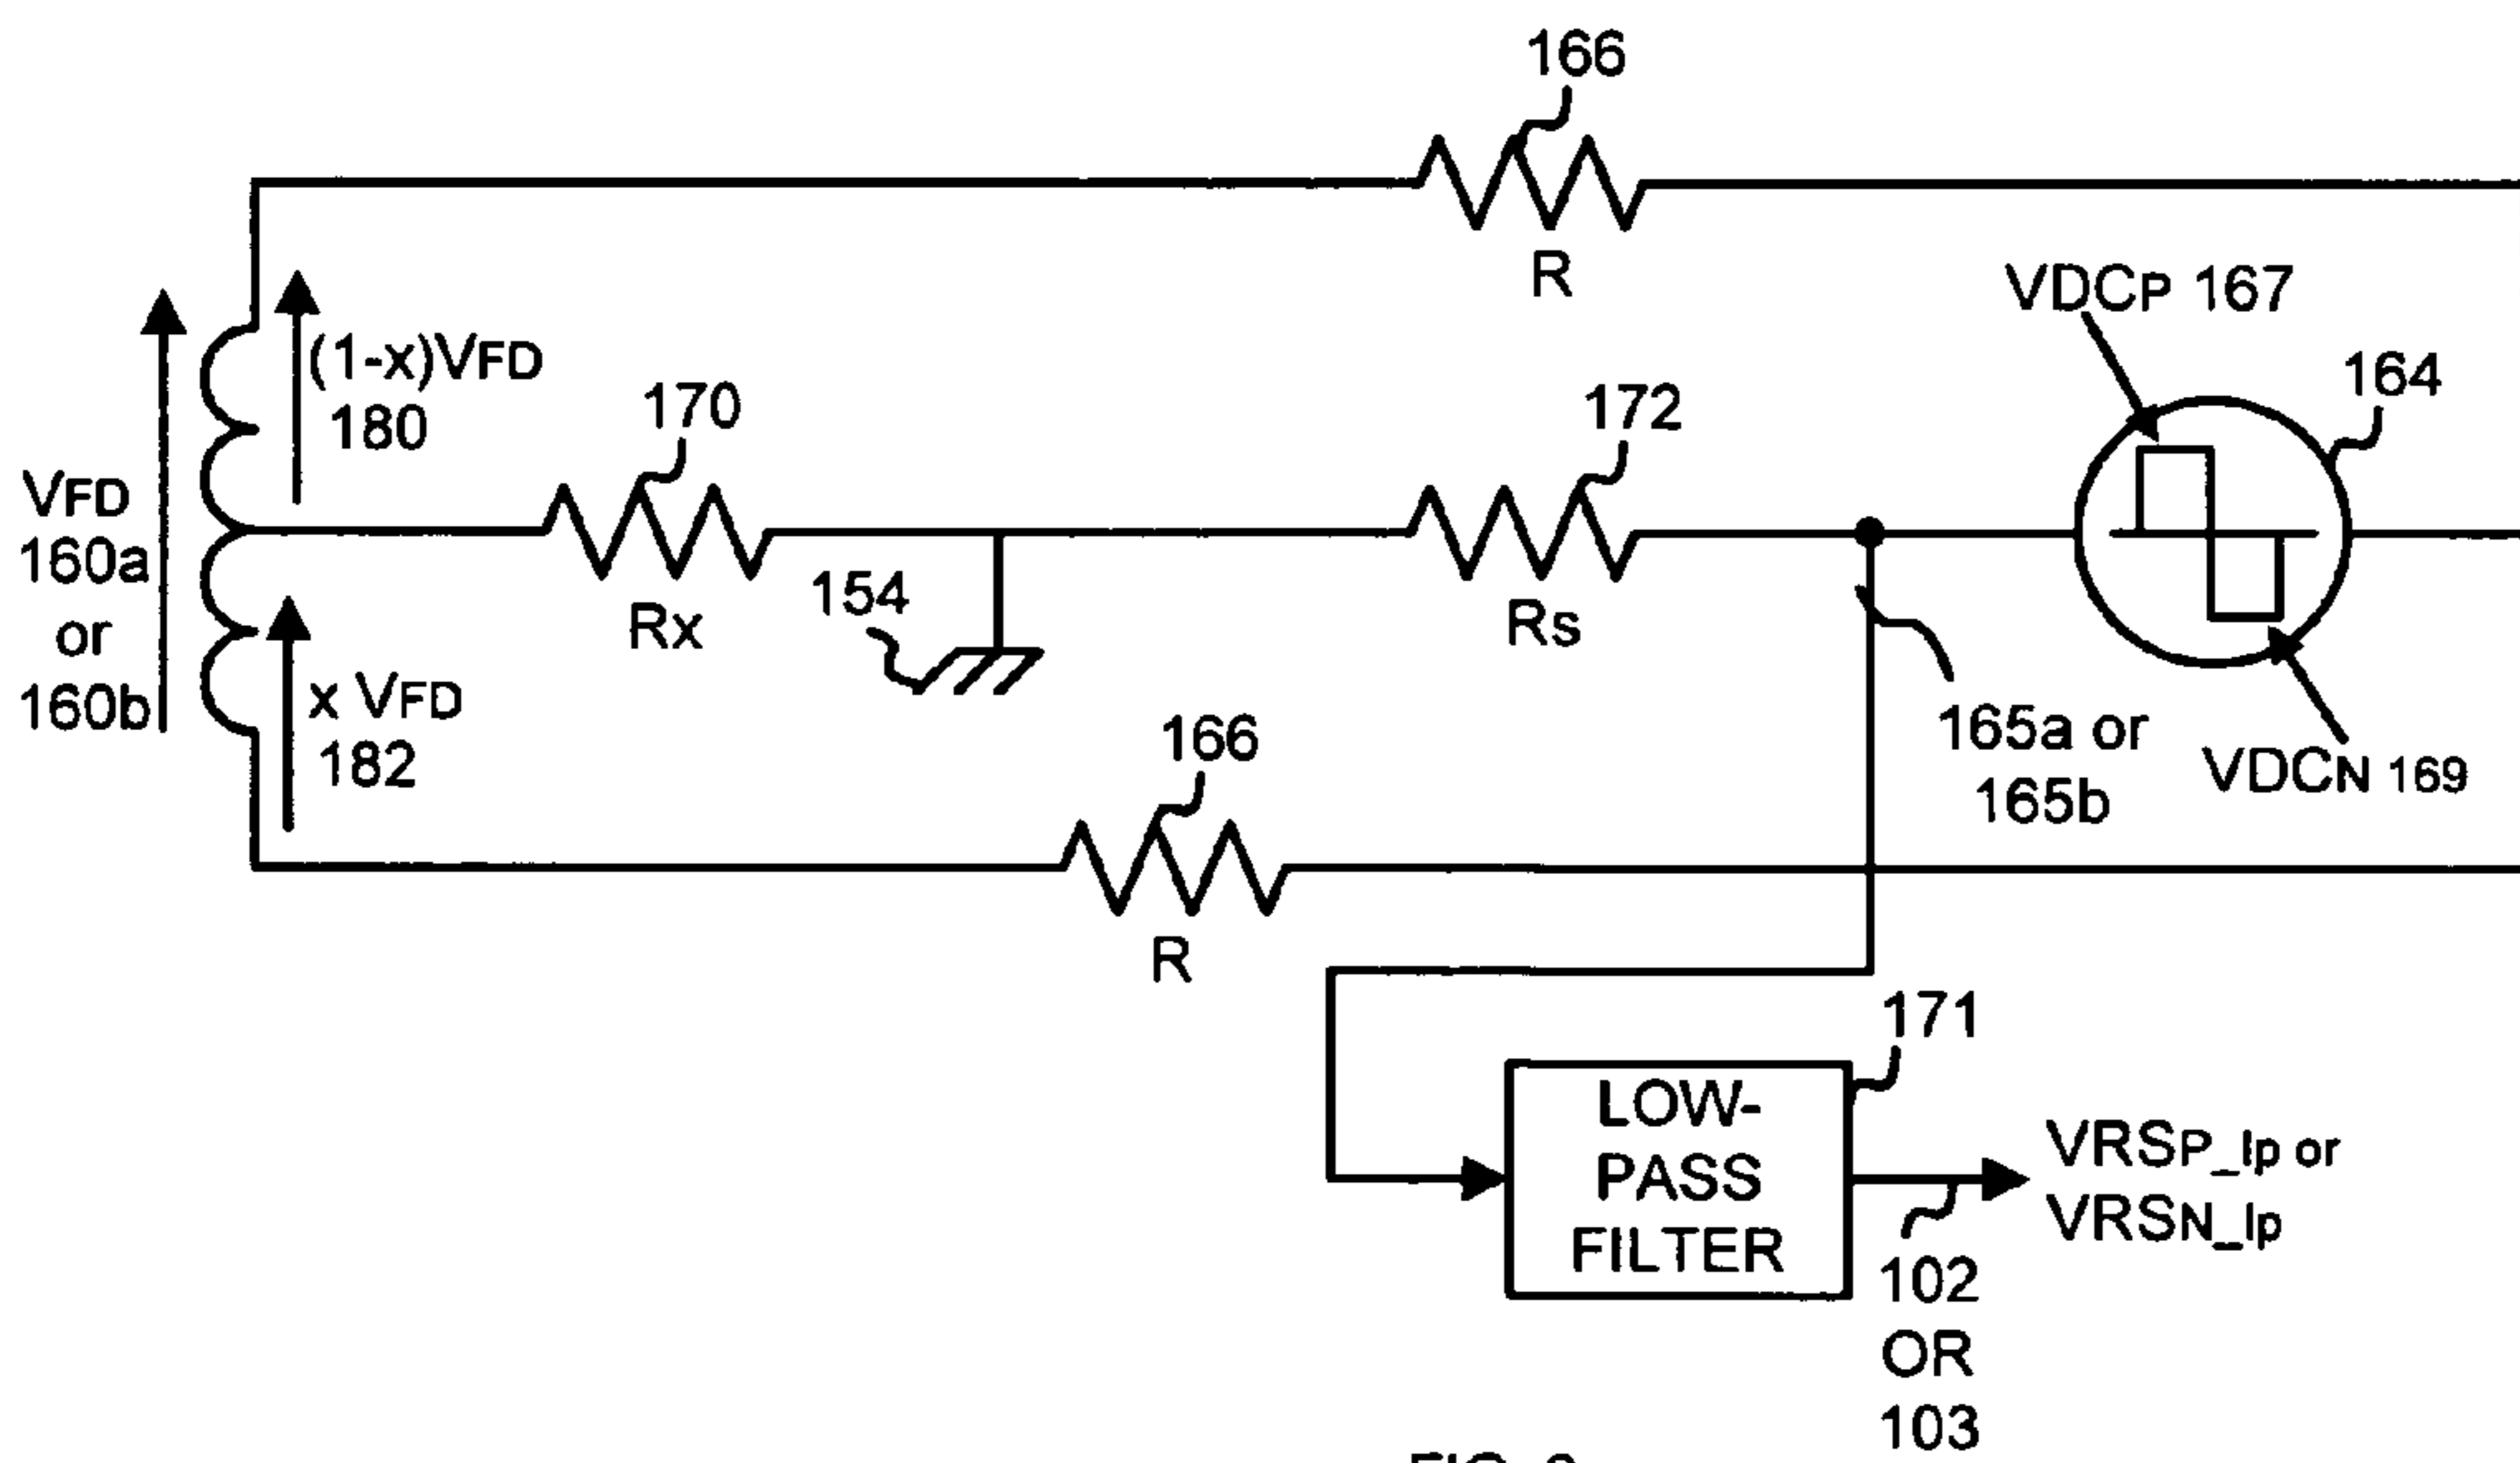 166
R
VDCP 167
164
(1-x)VFD
180
170
172
VFD
160a
or
160b
Rx
154
Rs
x VFD
182
166
R
165a or
165b
VDCN 169
171
LOW-
PASS
FILTER
VRSP_lp or
VRSN_lp
102
OR
103